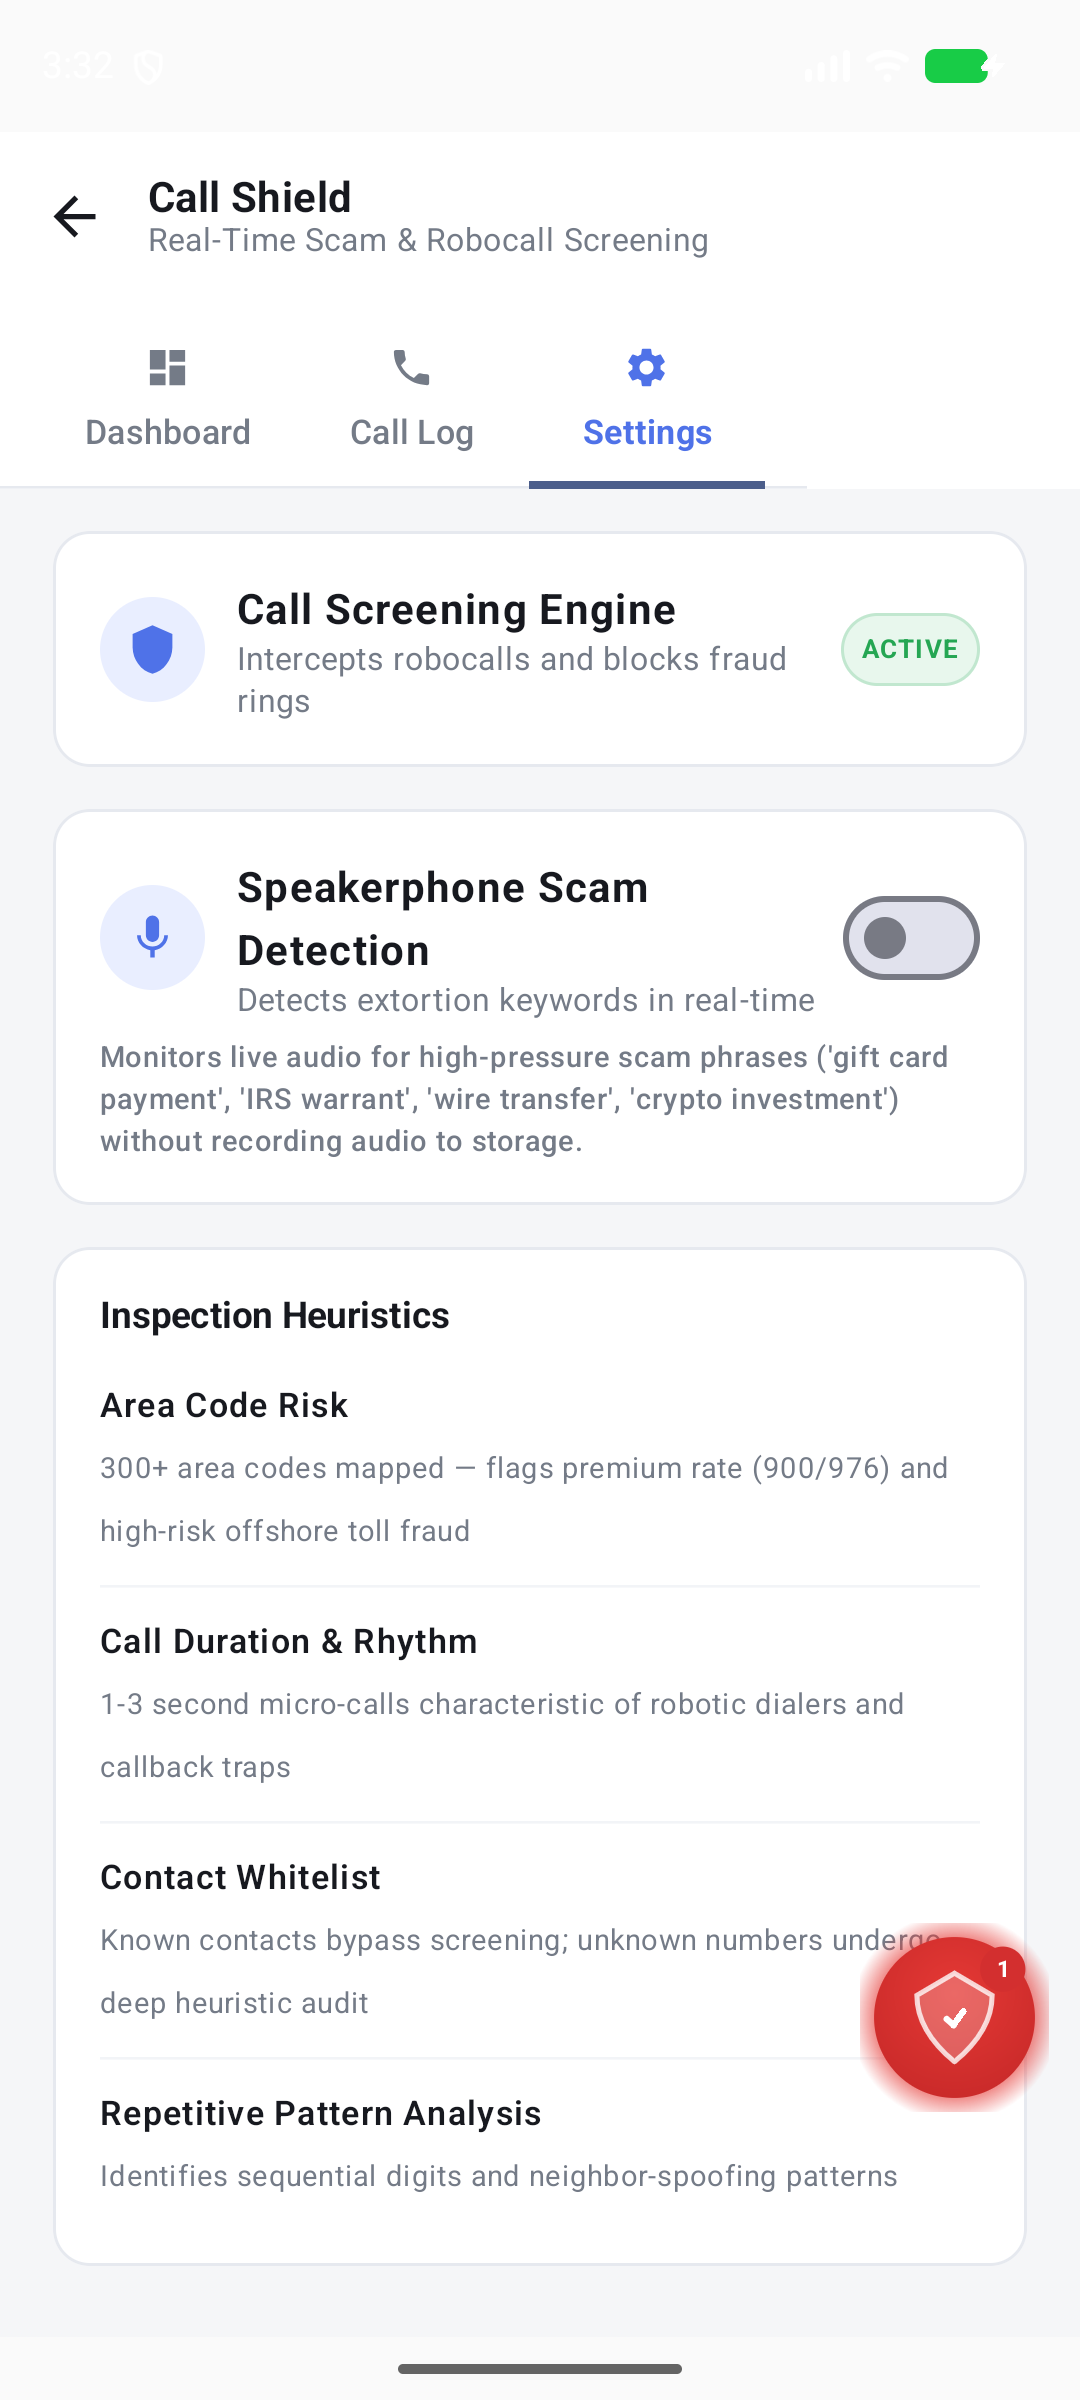 3:32
Call Shield
Real-Time Scam & Robocall Screening
Dashboard
Call Log
Settings
Call Screening Engine
Intercepts robocalls and blocks fraud
rings
ACTIVE
Speakerphone Scam
Detection
Detects extortion keywords in real-time
Monitors live audio for high-pressure scam phrases ('gift card
payment', 'IRS warrant', 'wire transfer', 'crypto investment')
without recording audio to storage.
Inspection Heuristics
Area Code Risk
300+ area codes mapped — flags premium rate (900/976) and
high-risk offshore toll fraud
Call Duration & Rhythm
1-3 second micro-calls characteristic of robotic dialers and
callback traps
Contact Whitelist
Known contacts bypass screening; unknown numbers undergo
deep heuristic audit
1
Repetitive Pattern Analysis
Identifies sequential digits and neighbor-spoofing patterns